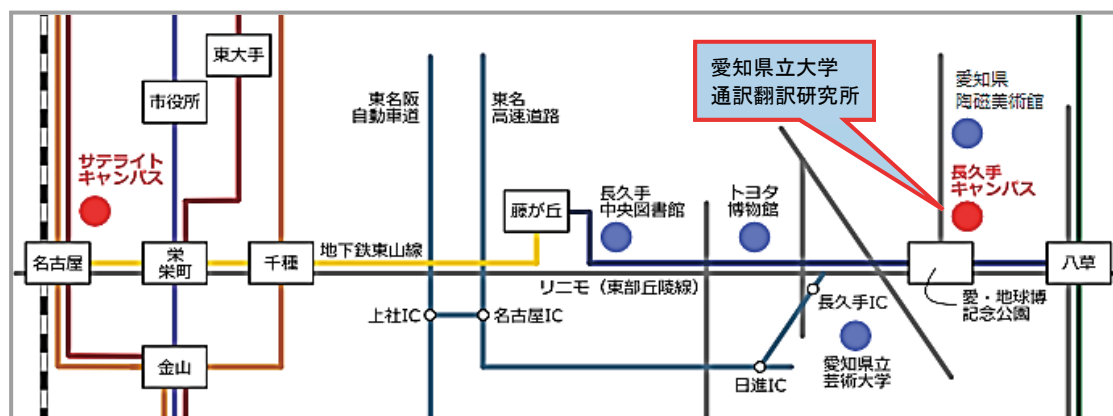 東大手
市役所
サテライト
キャンパス
名古屋
栄
栄町
千種
金山
地下鉄東山線
東名阪
自動車道
東名
高速道路
上社IC
名古屋IC
藤が丘
長久手
中央図書館
トヨタ
博物館
リニモ（東部丘陵線）
愛知県立大学
通訳翻訳研究所
愛知県
陶磁美術館
長久手
キャンパス
八草
愛・地球博
記念公園
長久手IC
愛知県立
芸術大学
日進IC